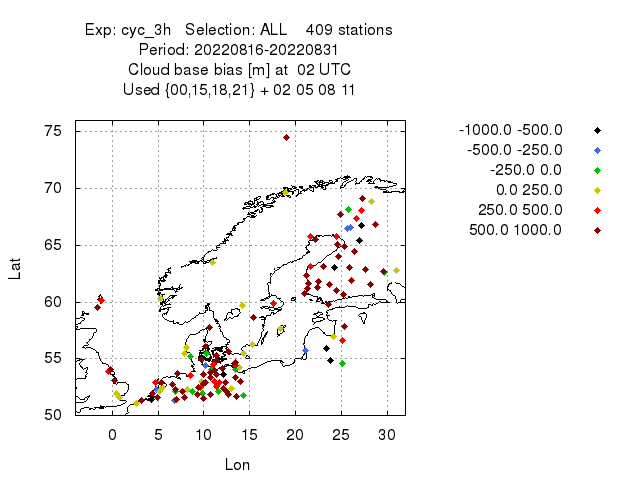 Exp: cyc_3h   Selection: ALL    409 stations
Period: 20220816-20220831
Cloud base bias [m] at  02 UTC
Used {00,15,18,21} + 02 05 08 11
-1000.0 -500.0
-500.0 -250.0
-250.0 0.0
0.0 250.0
250.0 500.0
500.0 1000.0
75
70
65
60
55
50
Lat
0 5 10 15 20 25 30
Lon